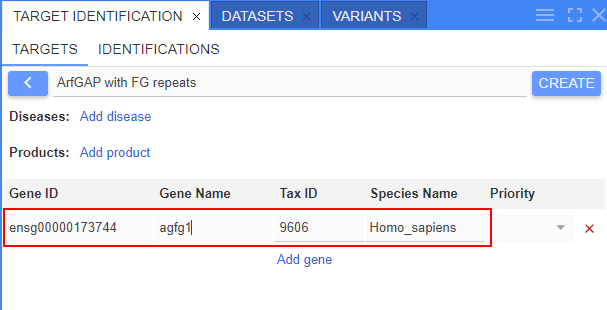 TARGET IDENTIFICATION × DATASETS × VARIANTS ×
TARGETS IDENTIFICATIONS
ArfGAP with FG repeats CREATE
Diseases: Add disease
Products: Add product
Gene ID Gene Name Tax ID Species Name Priority
ensg00000173744 agfg1 9606 Homo_sapiens
Add gene